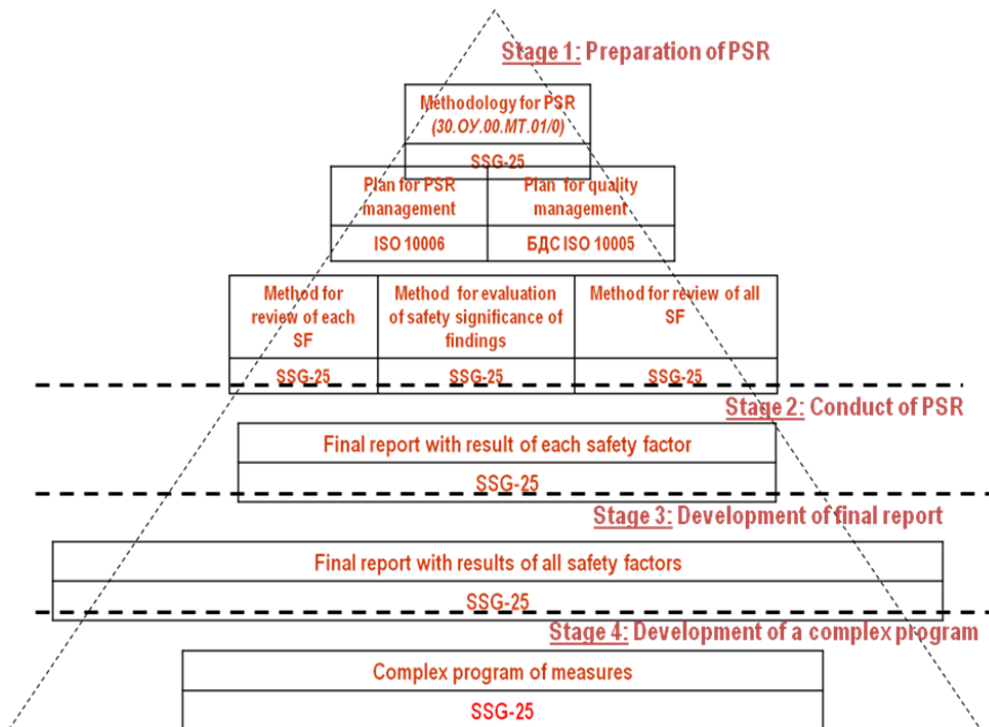 Stage 1: Preparation of PSR
Methodology for PSR
(30.ОУ.00.МТ.01/0)
SSG-25
Plan for PSR
management
ISO 10006
Plan for quality
management
БДС ISO 10005
Method for
review of each
SF
SSG-25
Method for evaluation
of safety significance of
findings
SSG-25
Method for review of all
SF
SSG-25
Stage 2: Conduct of PSR
Final report with result of each safety factor
SSG-25
Stage 3: Development of final report
Final report with results of all safety factors
SSG-25
Stage 4: Development of a complex program
Complex program of measures
SSG-25